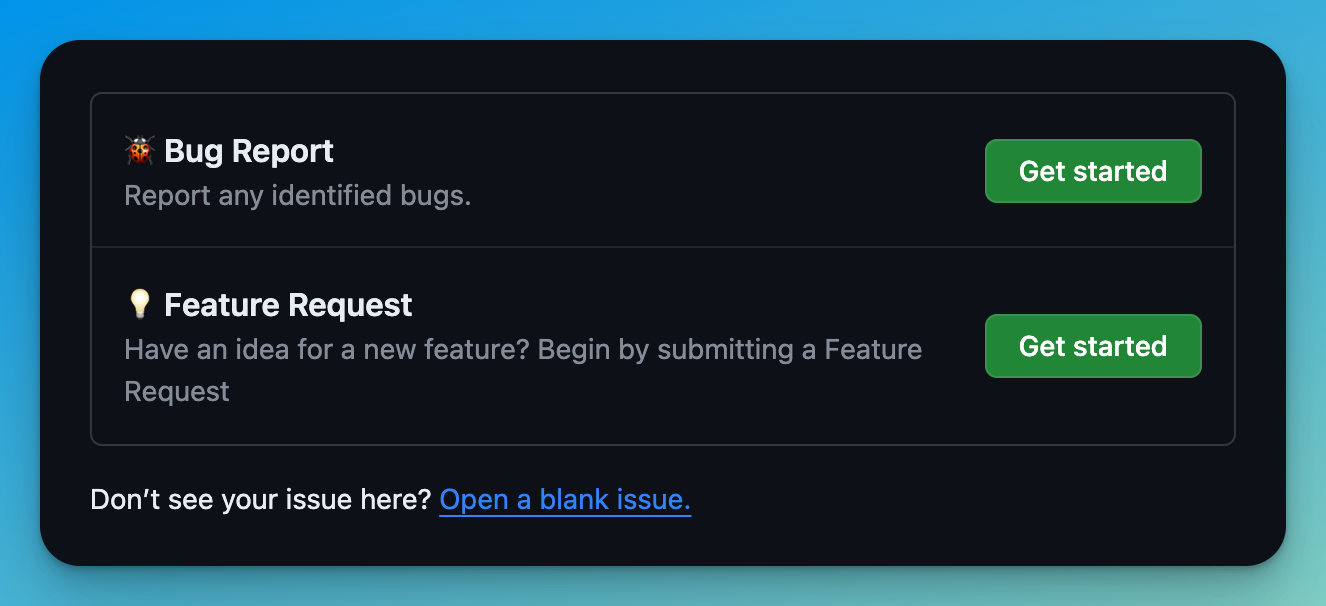 🐞 Bug Report
Report any identified bugs.
Get started
💡 Feature Request
Have an idea for a new feature? Begin by submitting a Feature
Request
Get started
Don’t see your issue here? Open a blank issue.